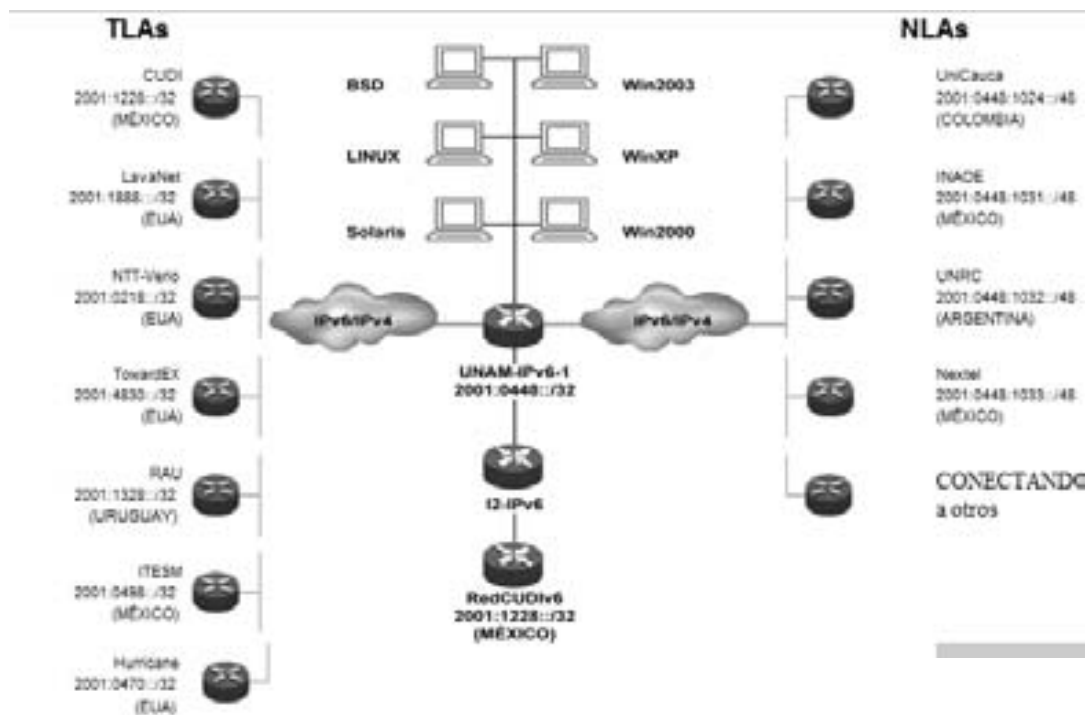 TLAs
CUDI
2001:1228::/32
(MÉXICO)
LavaNet
2001:1888::/32
(EUA)
NTT-Verio
2001:0218::/32
(EUA)
TowardEX
2001:4830::/32
(EUA)
RAU
2001:1328::/32
(URUGUAY)
ITESM
2001:0498::/32
(MÉXICO)
Hurricane
2001:0470::/32
(EUA)
BSD
Win2003
LINUX
WinXP
Solaris
Win2000
IPv6/IPv4
IPv6/IPv4
UNAM-IPv6-1
2001:0448::/32
I2-IPv6
RedCUDIv6
2001:1228::/32
(MÉXICO)
NLAs
UniCauca
2001:0448:1024::/48
(COLOMBIA)
INAOE
2001:0448:1031::/48
(MÉXICO)
UNRC
2001:0448:1032::/48
(ARGENTINA)
Nextel
2001:0448:1033::/48
(MÉXICO)
CONECTANDO
a otros